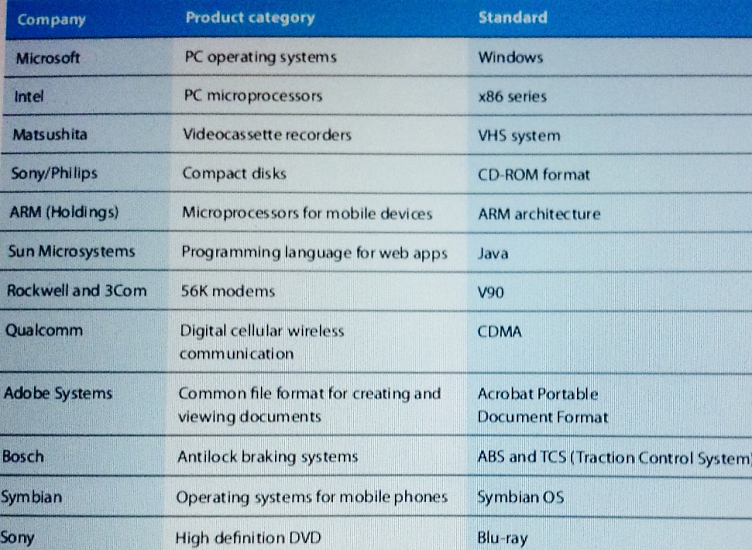 Company Product category Standard
Microsoft PC operating systems Windows
Intel PC microprocessors x86 series
Matsushita Videocassette recorders VHS system
Sony/Philips Compact disks CD-ROM format
ARM (Holdings) Microprocessors for mobile devices ARM architecture
Sun Microsystems Programming language for web apps Java
Rockwell and 3Com 56K modems V90
Qualcomm Digital cellular wireless CDMA
communication
Adobe Systems Common file format for creating and Acrobat Portable
viewing documents Document Format
Bosch Antilock braking systems ABS and TCS (Traction Control System)
Symbian Operating systems for mobile phones Symbian OS
Sony High definition DVD Blu-ray